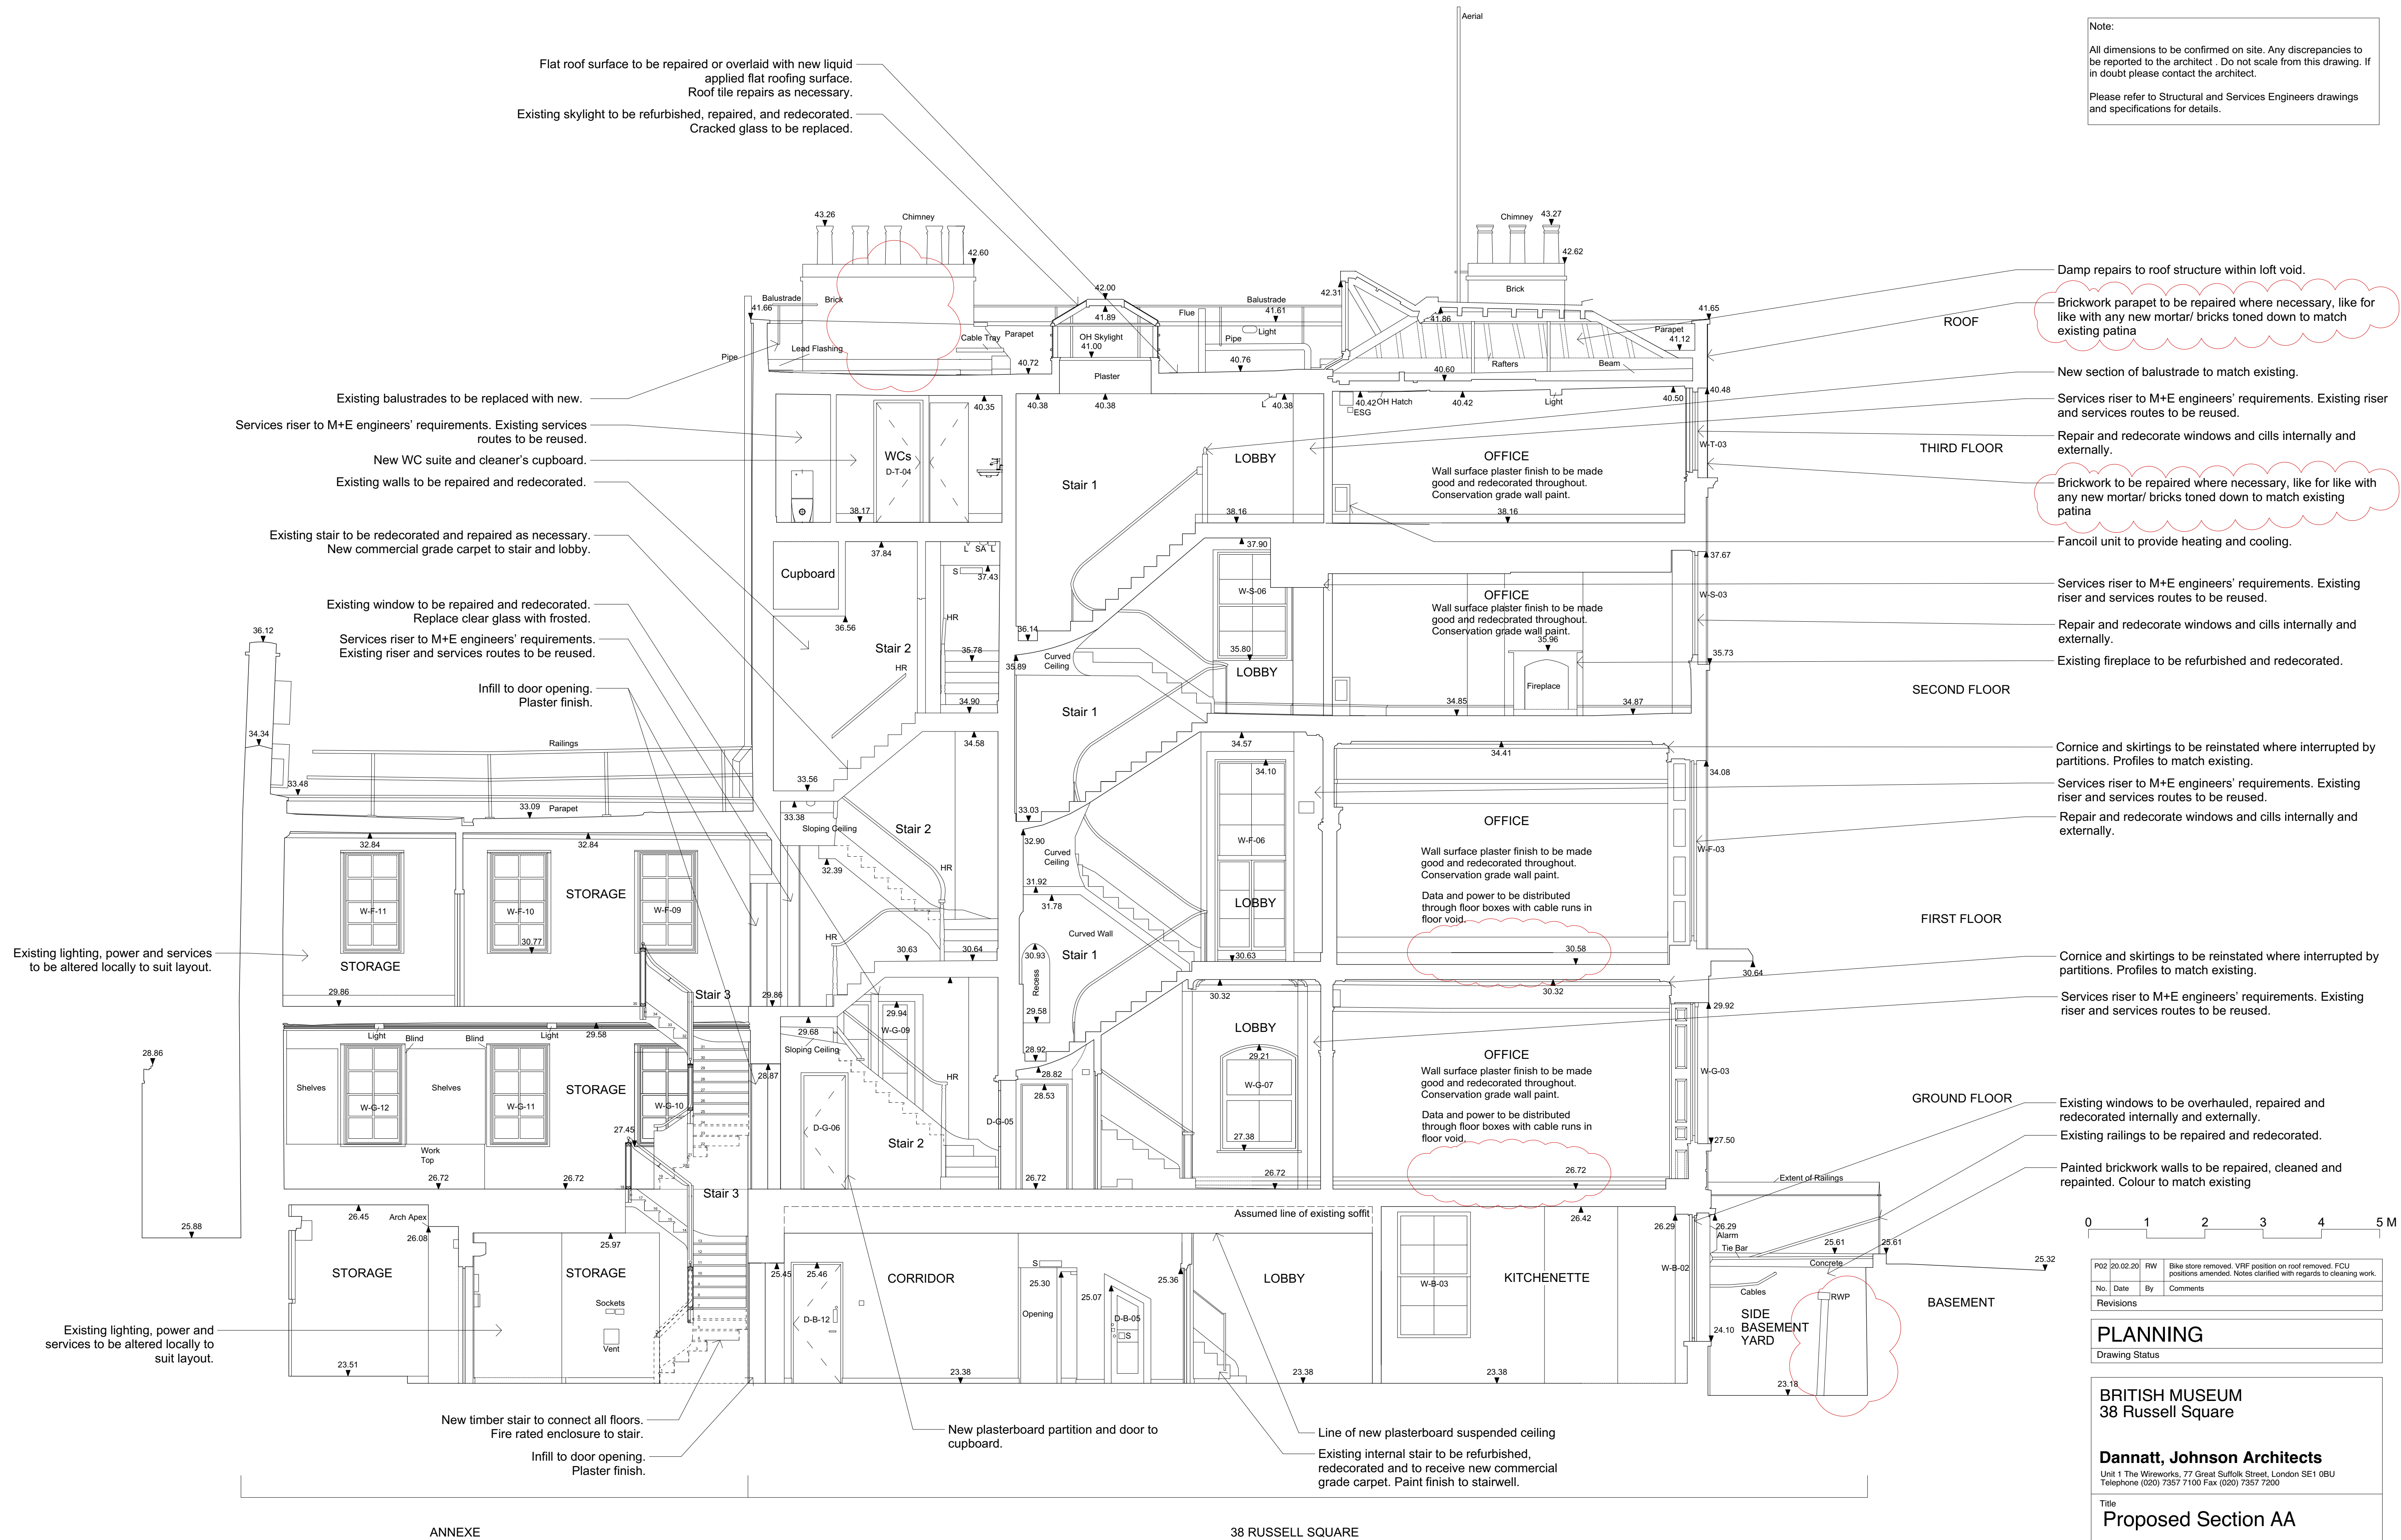 Aerial
Note:
All dimensions to be confirmed on site. Any discrepancies to
be reported to the architect . Do not scale from this drawing. If
in doubt please contact the architect.
Please refer to Structural and Services Engineers drawings
and specifications for details.
Flat roof surface to be repaired or overlaid with new liquid
applied flat roofing surface.
Roof tile repairs as necessary.
Existing skylight to be refurbished, repaired, and redecorated.
Cracked glass to be replaced.
43.26
Chimney
42.60
Chimney
43.27
42.62
Brick
Balustrade
Brick
41.66
42.00
41.89
OH Skylight
41.00
Plaster
Balustrade
41.61
Flue
Light
Pipe
40.76
42.31
41.86
Rafters
Beam
40.60
Parapet
41.12
41.65
Pipe
Lead Flashing
Cable Tray
Parapet
40.72
ROOF
Damp repairs to roof structure within loft void.
Brickwork parapet to be repaired where necessary, like for
like with any new mortar/ bricks toned down to match
existing patina
New section of balustrade to match existing.
Services riser to M+E engineers' requirements. Existing riser
and services routes to be reused.
Repair and redecorate windows and cills internally and
externally.
Brickwork to be repaired where necessary, like for like with
any new mortar/ bricks toned down to match existing
patina
Fancoil unit to provide heating and cooling.
Services riser to M+E engineers' requirements. Existing
riser and services routes to be reused.
Repair and redecorate windows and cills internally and
externally.
Existing fireplace to be refurbished and redecorated.
Cornice and skirtings to be reinstated where interrupted by
partitions. Profiles to match existing.
Services riser to M+E engineers' requirements. Existing
riser and services routes to be reused.
Repair and redecorate windows and cills internally and
externally.
Cornice and skirtings to be reinstated where interrupted by
partitions. Profiles to match existing.
Services riser to M+E engineers' requirements. Existing
riser and services routes to be reused.
Existing windows to be overhauled, repaired and
redecorated internally and externally.
Existing railings to be repaired and redecorated.
Painted brickwork walls to be repaired, cleaned and
repainted. Colour to match existing
Existing balustrades to be replaced with new.
Services riser to M+E engineers' requirements. Existing services
routes to be reused.
New WC suite and cleaner's cupboard.
Existing walls to be repaired and redecorated.
Existing stair to be redecorated and repaired as necessary.
New commercial grade carpet to stair and lobby.
Existing window to be repaired and redecorated.
Replace clear glass with frosted.
Services riser to M+E engineers' requirements.
Existing riser and services routes to be reused.
Infill to door opening.
Plaster finish.
40.35
WCs
D-T-04
38.17
40.38
40.38
L
40.38
Stair 1
LOBBY
38.16
40.42
OH Hatch
ESG
40.42
Light
40.50
40.48
W-T-03
OFFICE
Wall surface plaster finish to be made
good and redecorated throughout.
Conservation grade wall paint.
38.16
THIRD FLOOR
Cupboard
37.84
36.56
L SA L
S
37.43
HR
Stair 2
35.78
HR
34.90
33.56
36.14
37.90
W-S-06
35.80
LOBBY
Curved
Ceiling
35.89
Stair 1
OFFICE
Wall surface plaster finish to be made
good and redecorated throughout.
Conservation grade wall paint.
35.96
Fireplace
34.85
34.87
37.67
W-S-03
35.73
SECOND FLOOR
36.12
34.34
33.48
Railings
33.09
Parapet
34.58
33.38
Sloping Ceiling
Stair 2
HR
32.39
HR
30.63
30.64
33.03
34.57
34.10
W-F-06
LOBBY
30.63
32.90
Curved
Ceiling
31.92
31.78
Curved Wall
Stair 1
30.93
Recess
29.58
34.41
OFFICE
Wall surface plaster finish to be made
good and redecorated throughout.
Conservation grade wall paint.
Data and power to be distributed
through floor boxes with cable runs in
floor void.
30.58
34.08
W-F-03
30.64
FIRST FLOOR
32.84
32.84
W-F-11
W-F-10
30.77
STORAGE
W-F-09
STORAGE
29.86
Stair 3
29.86
Existing lighting, power and services
to be altered locally to suit layout.
28.86
25.88
Light
Blind
Blind
Light
29.58
Shelves
W-G-12
Shelves
W-G-11
STORAGE
W-G-10
27.45
Work
Top
26.72
26.72
Stair 3
28.87
29.68
Sloping Ceiling
29.94
W-G-09
HR
D-G-06
Stair 2
D-G-05
28.92
28.82
28.53
26.72
30.32
LOBBY
29.21
W-G-07
27.38
26.72
30.32
OFFICE
Wall surface plaster finish to be made
good and redecorated throughout.
Conservation grade wall paint.
Data and power to be distributed
through floor boxes with cable runs in
floor void.
26.72
29.92
W-G-03
27.50
GROUND FLOOR
Extent of Railings
26.45
Arch Apex
26.08
STORAGE
23.51
25.97
STORAGE
Sockets
Vent
25.45
25.46
D-B-12
CORRIDOR
23.38
S
25.30
Opening
25.07
D-B-05
S
25.36
Assumed line of existing soffit
LOBBY
23.38
26.42
W-B-03
KITCHENETTE
23.38
26.29
W-B-02
26.29
Alarm
Tie Bar
25.61
25.61
25.32
Concrete
Cables
RWP
SIDE
BASEMENT
YARD
24.10
23.18
BASEMENT
Existing lighting, power and
services to be altered locally to
suit layout.
New timber stair to connect all floors.
Fire rated enclosure to stair.
Infill to door opening.
Plaster finish.
New plasterboard partition and door to
cupboard.
Line of new plasterboard suspended ceiling
Existing internal stair to be refurbished,
redecorated and to receive new commercial
grade carpet. Paint finish to stairwell.
ANNEXE
38 RUSSELL SQUARE
0 1 2 3 4 5 M
P02 20.02.20 RW Bike store removed. VRF position on roof removed. FCU
positions amended. Notes clarified with regards to cleaning work.
No. Date By Comments
Revisions
PLANNING
Drawing Status
BRITISH MUSEUM
38 Russell Square
Dannatt, Johnson Architects
Unit 1 The Wireworks, 77 Great Suffolk Street, London SE1 0BU
Telephone (020) 7357 7100 Fax (020) 7357 7200
Title
Proposed Section AA